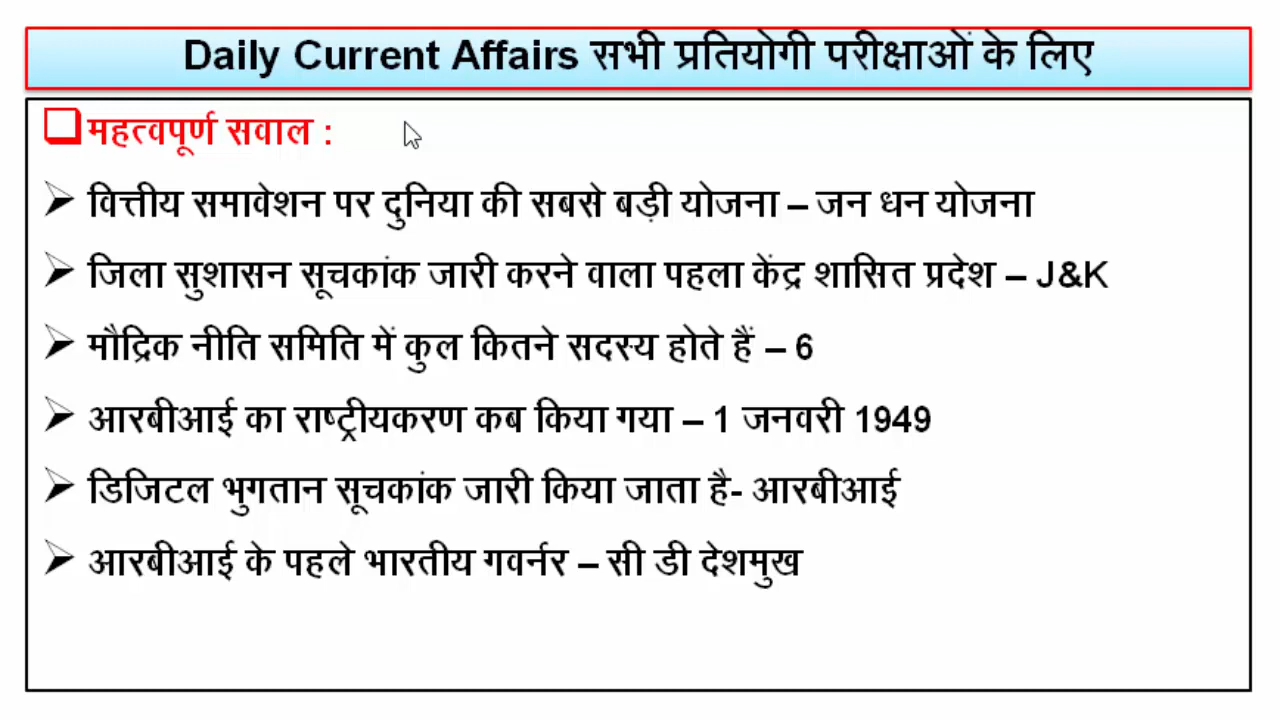 Daily Current Affairs सभी प्रतियोगी परीक्षाओं के लिए
महत्वपूर्ण सवाल :
वित्तीय समावेशन पर दुनिया की सबसे बड़ी योजना – जन धन योजना
जिला सुशासन सूचकांक जारी करने वाला पहला केंद्र शासित प्रदेश – J&K
मौद्रिक नीति समिति में कुल कितने सदस्य होते हैं – 6
आरबीआई का राष्ट्रीयकरण कब किया गया – 1 जनवरी 1949
डिजिटल भुगतान सूचकांक जारी किया जाता है- आरबीआई
आरबीआई के पहले भारतीय गवर्नर – सी डी देशमुख